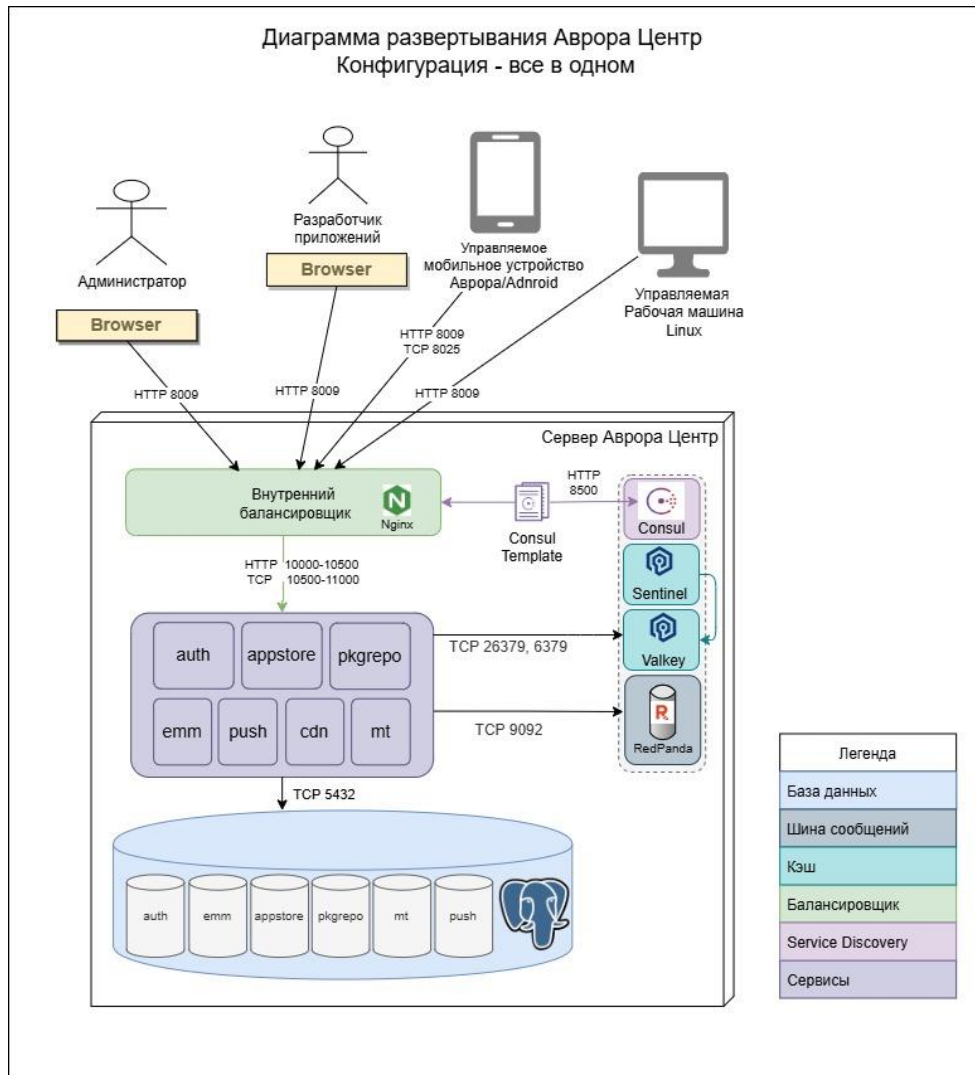 Диаграмма развертывания Аврора Центр
Конфигурация - все в одном
Администратор
Browser
Разработчик
приложений
Browser
Управляемое
мобильное устройство
Аврора/Adnroid
Управляемая
Рабочая машина
Linux
HTTP 8009
HTTP 8009
HTTP 8009
TCP 8025
HTTP 8009
Сервер Аврора Центр
Внутренний
балансировщик
Nginx
Consul
Template
HTTP
8500
Consul
Sentinel
Valkey
R
RedPanda
HTTP 10000-10500
TCP 10500-11000
auth
appstore
pkgrepo
emm
push
cdn
mt
TCP 26379, 6379
TCP 9092
TCP 5432
auth
emm
appstore
pkgrepo
mt
push
Легенда
База данных
Шина сообщений
Кэш
Балансировщик
Service Discovery
Сервисы